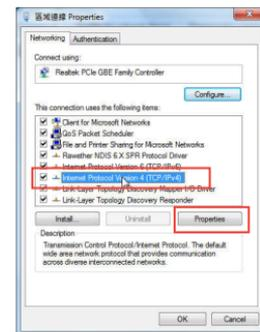 區域連線 Properties
Networking Authentication
Connect using:
Realtek PCIe GBE Family Controller
Configure...
This connection uses the following items:
Client for Microsoft Networks
QoS Packet Scheduler
File and Printer Sharing for Microsoft Networks
Rawether NDIS 6.X SPR Protocol Driver
Internet Protocol Version 6 (TCP/IPv6)
Internet Protocol Version 4 (TCP/IPv4)
Link-Layer Topology Discovery Mapper I/O Driver
Link-Layer Topology Discovery Responder
Install... Uninstall Properties
Description
Transmission Control Protocol/Internet Protocol. The default
wide area network protocol that provides communication
across diverse interconnected networks.
OK Cancel